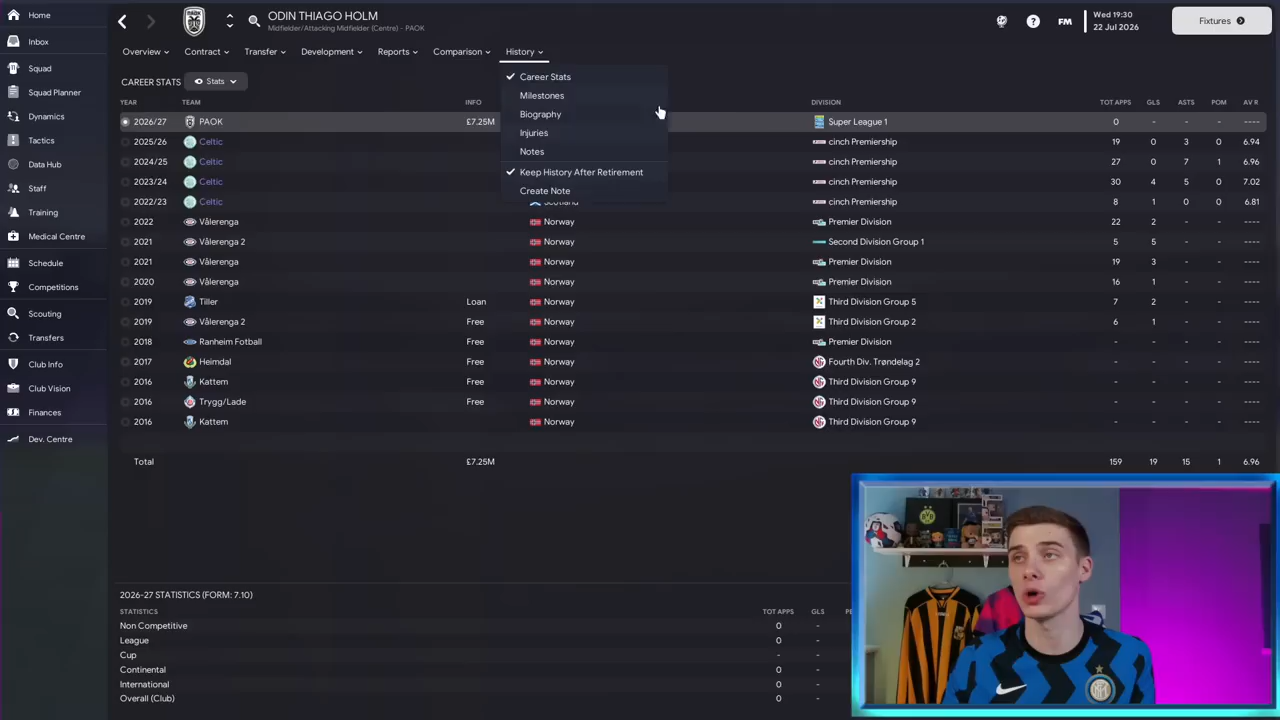 Home
Inbox
Squad
Squad Planner
Dynamics
Tactics
Data Hub
Staff
Training
Medical Centre
Schedule
Competitions
Scouting
Transfers
Club Info
Club Vision
Finances
Dev. Centre
ODIN THIAGO HOLM
Midfielder/Attacking Midfielder (Centre) - PAOK
FM
Wed 19:30
22 Jul 2026
Fixtures
Overview Contract Transfer Development Reports Comparison History
CAREER STATS Stats
Career Stats
Milestones
Biography
Injuries
Notes
Keep History After Retirement
Create Note
YEAR TEAM INFO DIVISION TOT APPS GLS ASTS POM AV R
2026/27 PAOK £7.25M Super League 1 0 - - - ----
2025/26 Celtic cinch Premiership 19 0 3 - 6.94
2024/25 Celtic cinch Premiership 27 0 7 1 6.96
2023/24 Celtic cinch Premiership 30 4 5 0 7.02
2022/23 Celtic Scotland cinch Premiership 8 1 0 0 6.81
2022 Vålerenga Norway Premier Division 22 2 - - ----
2021 Vålerenga 2 Norway Second Division Group 1 5 5 - - ----
2021 Vålerenga Norway Premier Division 19 3 - - ----
2020 Vålerenga Norway Premier Division 16 1 - - ----
2019 Tiller Loan Norway Third Division Group 5 7 2 - - ----
2019 Vålerenga 2 Free Norway Third Division Group 2 6 1 - - ----
2018 Ranheim Fotball Free Norway Premier Division - - - - ----
2017 Heimdal Free Norway Fourth Div. Trøndelag 2 - - - - ----
2016 Kattem Free Norway Third Division Group 9 - - - - ----
2016 Trygg/Lade Free Norway Third Division Group 9 - - - - ----
2016 Kattem Norway Third Division Group 9 - - - - ----
Total £7.25M 159 19 15 1 6.96
2026-27 STATISTICS (FORM: 7.10)
STATISTICS TOT APPS GLS
Non Competitive 0 -
League 0 -
Cup - -
Continental 0 -
International 0 -
Overall (Club) 0 -